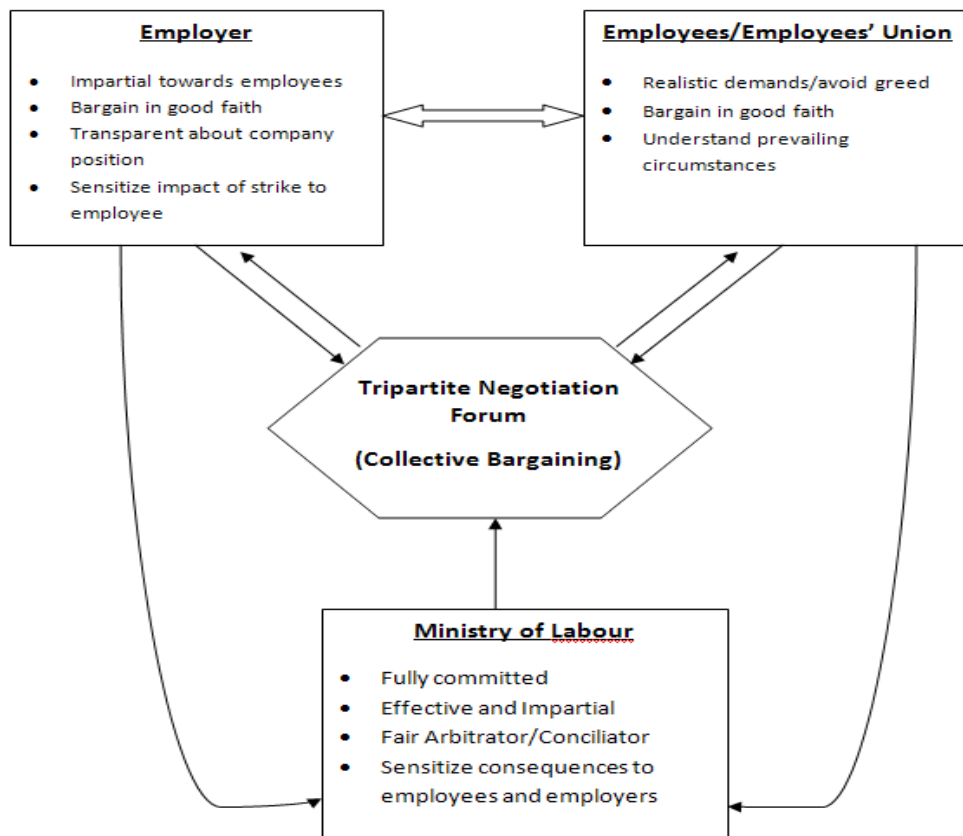 Employer
• Impartial towards employees
• Bargain in good faith
• Transparent about company
position
• Sensitize impact of strike to
employee
Employees/Employees’ Union
• Realistic demands/avoid greed
• Bargain in good faith
• Understand prevailing
circumstances
Tripartite Negotiation
Forum
(Collective Bargaining)
Ministry of Labour
• Fully committed
• Effective and Impartial
• Fair Arbitrator/Conciliator
• Sensitize consequences to
employees and employers